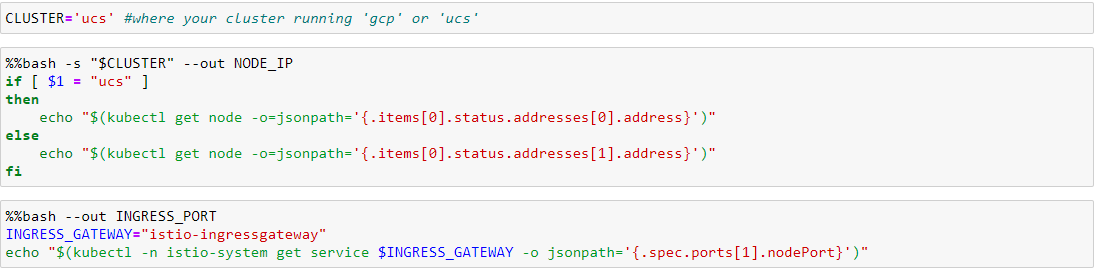 CLUSTER='ucs' #where your cluster running 'gcp' or 'ucs'
%%bash -s "$CLUSTER" --out NODE_IP
if [ $1 = "ucs" ]
then
    echo "$(kubectl get node -o=jsonpath='{.items[0].status.addresses[0].address}')"
else
    echo "$(kubectl get node -o=jsonpath='{.items[0].status.addresses[1].address}')"
fi
%%bash --out INGRESS_PORT
INGRESS_GATEWAY="istio-ingressgateway"
echo "$(kubectl -n istio-system get service $INGRESS_GATEWAY -o jsonpath='{.spec.ports[1].nodePort}')"